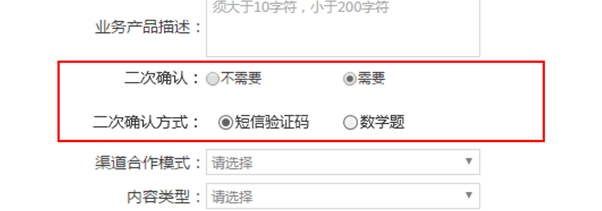 须大于10字符，小于200字符
业务产品描述：
二次确认： 不需要 需要
二次确认方式： 短信验证码 数学题
渠道合作模式： 请选择
内容类型： 请选择